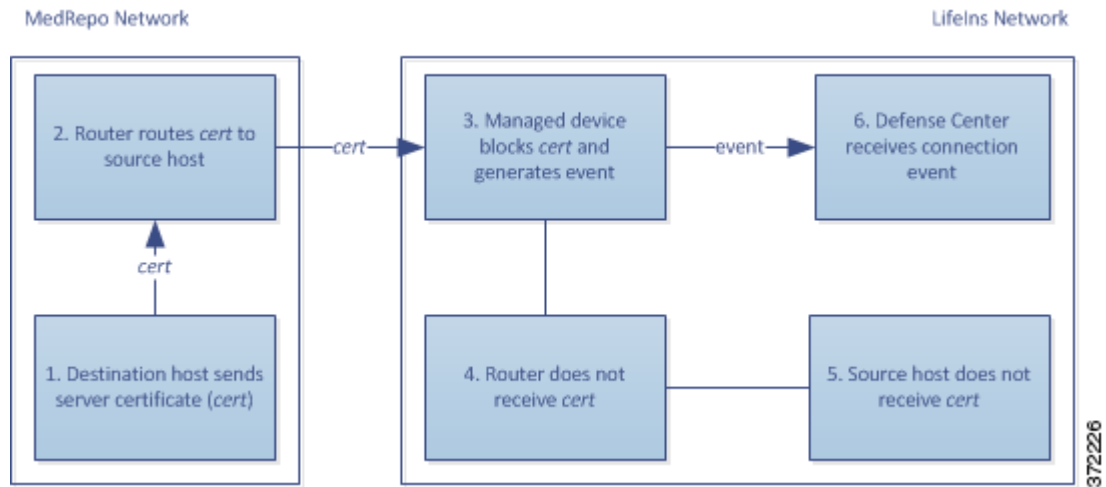 MedRepo Network
LifeIns Network
2. Router routes cert to
source host
cert
3. Managed device
blocks cert and
generates event
event
6. Defense Center
receives connection
event
cert
1. Destination host sends
server certificate (cert)
4. Router does not
receive cert
5. Source host does not
receive cert
372226